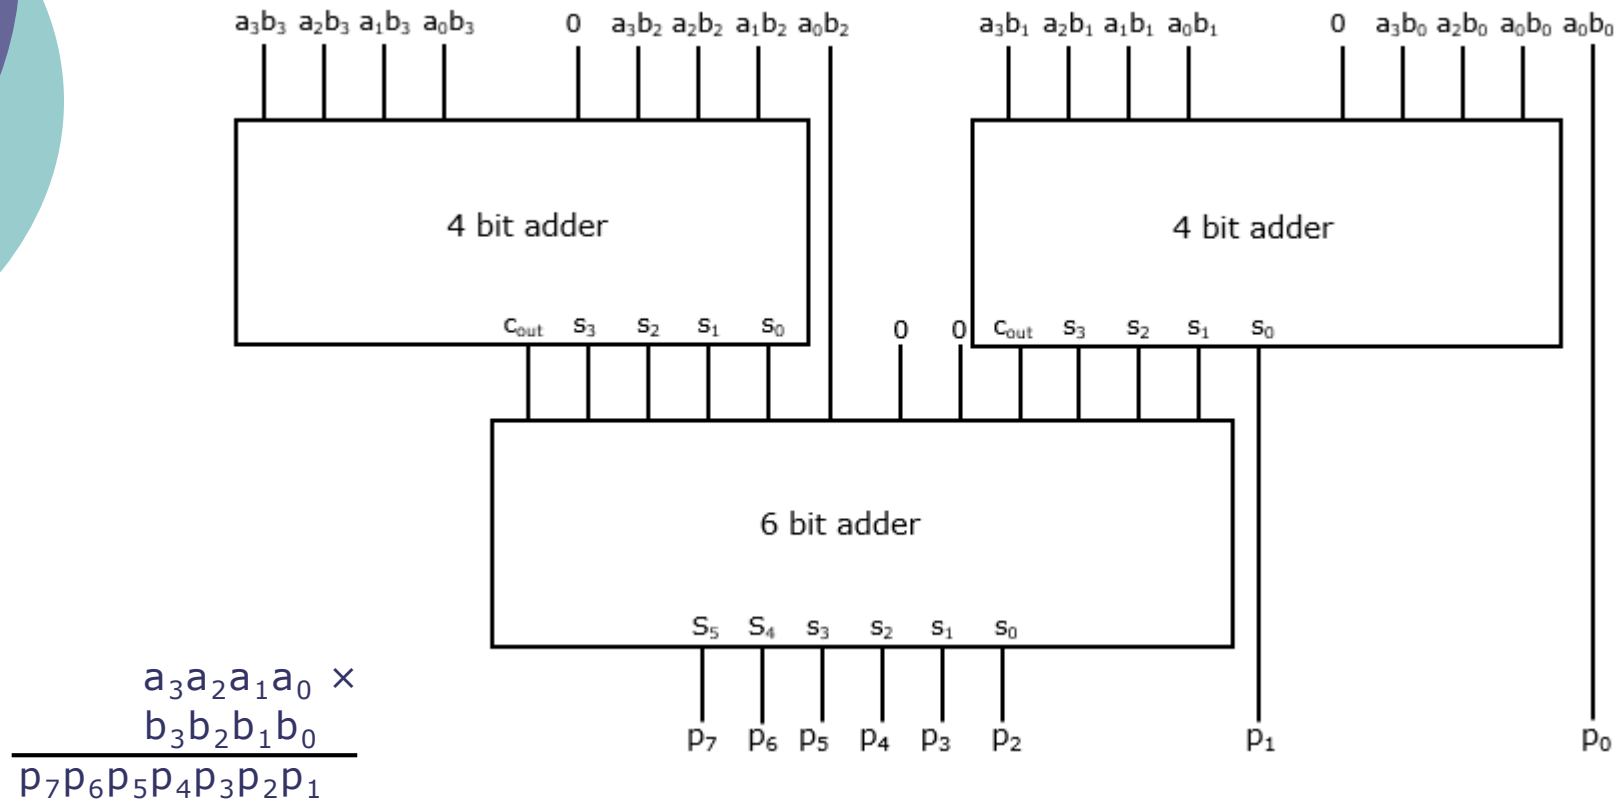 a₃b₃ a₂b₃ a₁b₃ a₀b₃ 0 a₃b₂ a₂b₂ a₁b₂ a₀b₂ a₃b₁ a₂b₁ a₁b₁ a₀b₁ 0 a₃b₀ a₂b₀ a₀b₀ a₀b₀
4 bit adder 4 bit adder
c_out s₃ s₂ s₁ s₀ 0 0 c_out s₃ s₂ s₁ s₀
6 bit adder
S₅ S₄ s₃ s₂ s₁ s₀
p₇ p₆ p₅ p₄ p₃ p₂ p₁ p₀
a₃a₂a₁a₀ ×
b₃b₂b₁b₀
p₇p₆p₅p₄p₃p₂p₁